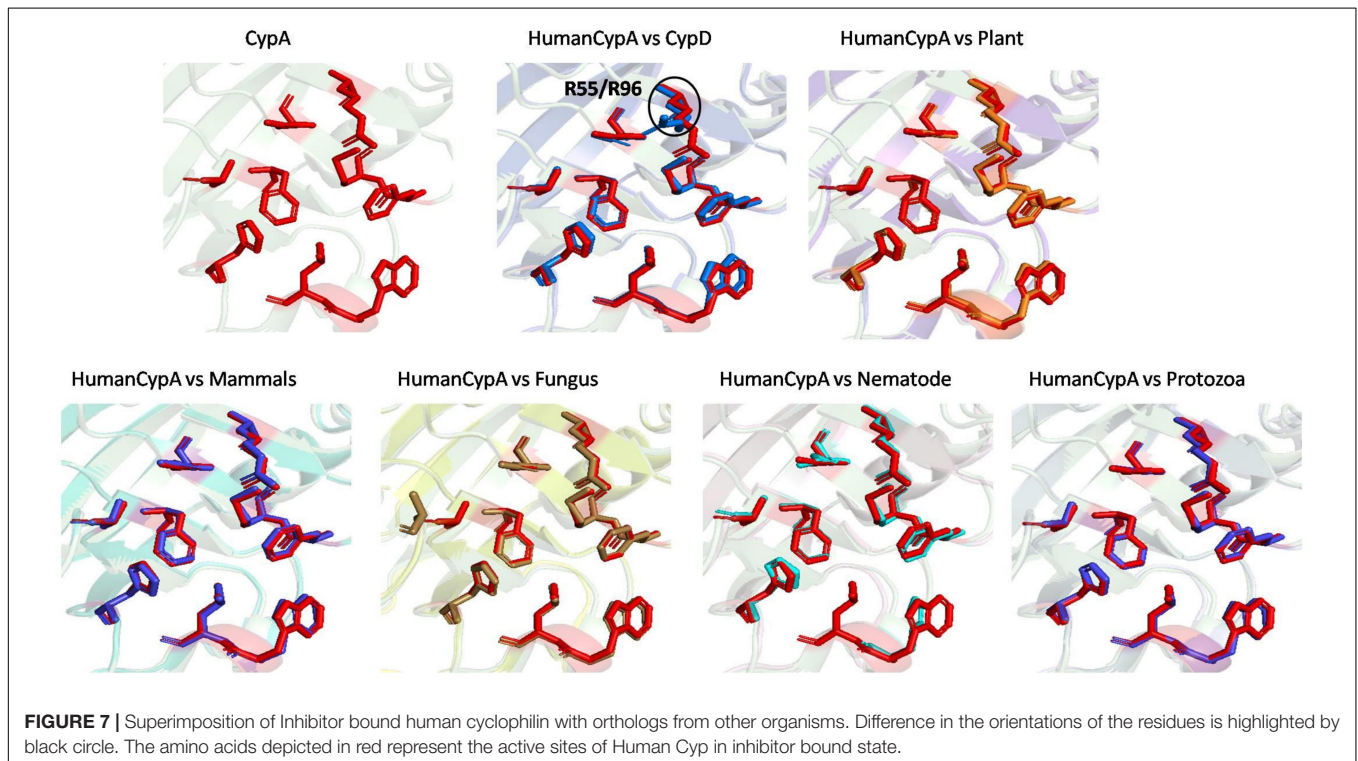 CypA
HumanCypA vs CypD
HumanCypA vs Plant
R55/R96
HumanCypA vs Mammals
HumanCypA vs Fungus
HumanCypA vs Nematode
HumanCypA vs Protozoa
FIGURE 7 | Superimposition of Inhibitor bound human cyclophilin with orthologs from other organisms. Difference in the orientations of the residues is highlighted by
black circle. The amino acids depicted in red represent the active sites of Human Cyp in inhibitor bound state.